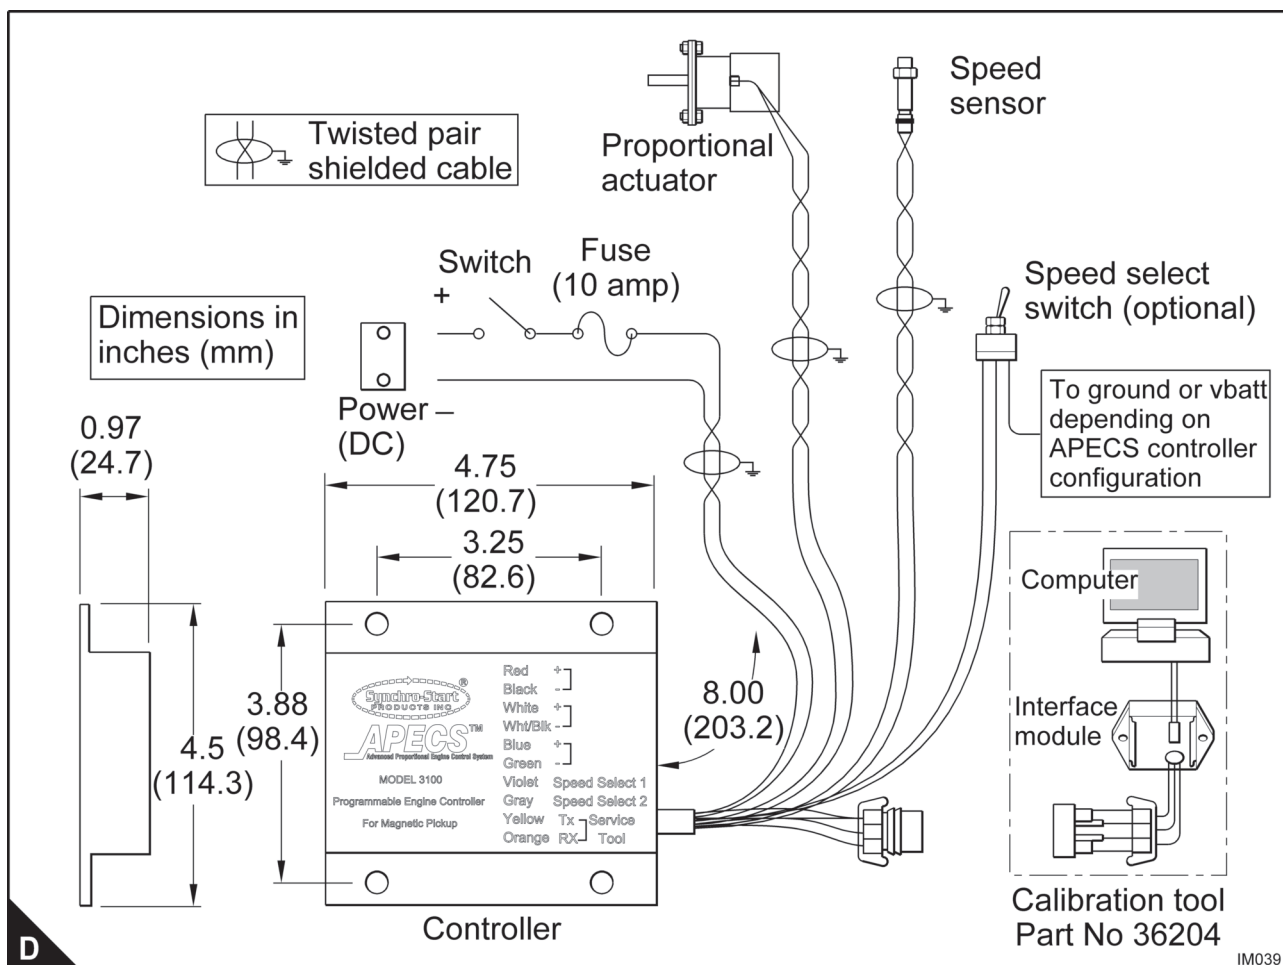 Speed
sensor
Twisted pair
shielded cable
Proportional
actuator
Switch
Fuse
(10 amp)
+
Speed select
switch (optional)
Dimensions in
inches (mm)
Power –
(DC)
To ground or vbatt
depending on
APECS controller
configuration
0.97
(24.7)
4.75
(120.7)
3.25
(82.6)
Computer
Interface
module
8.00
(203.2)
3.88
(98.4)
4.5
(114.3)
Synchro-Start®
PRODUCTS INC
APECS™
Advanced Proportional Engine Control System
MODEL 3100
Programmable Engine Controller
For Magnetic Pickup
Red +
Black -
White +
Wht/Blk -
Blue +
Green -
Violet Speed Select 1
Gray Speed Select 2
Yellow Tx Service
Orange RX Tool
Controller
Calibration tool
Part No 36204
D
IM039